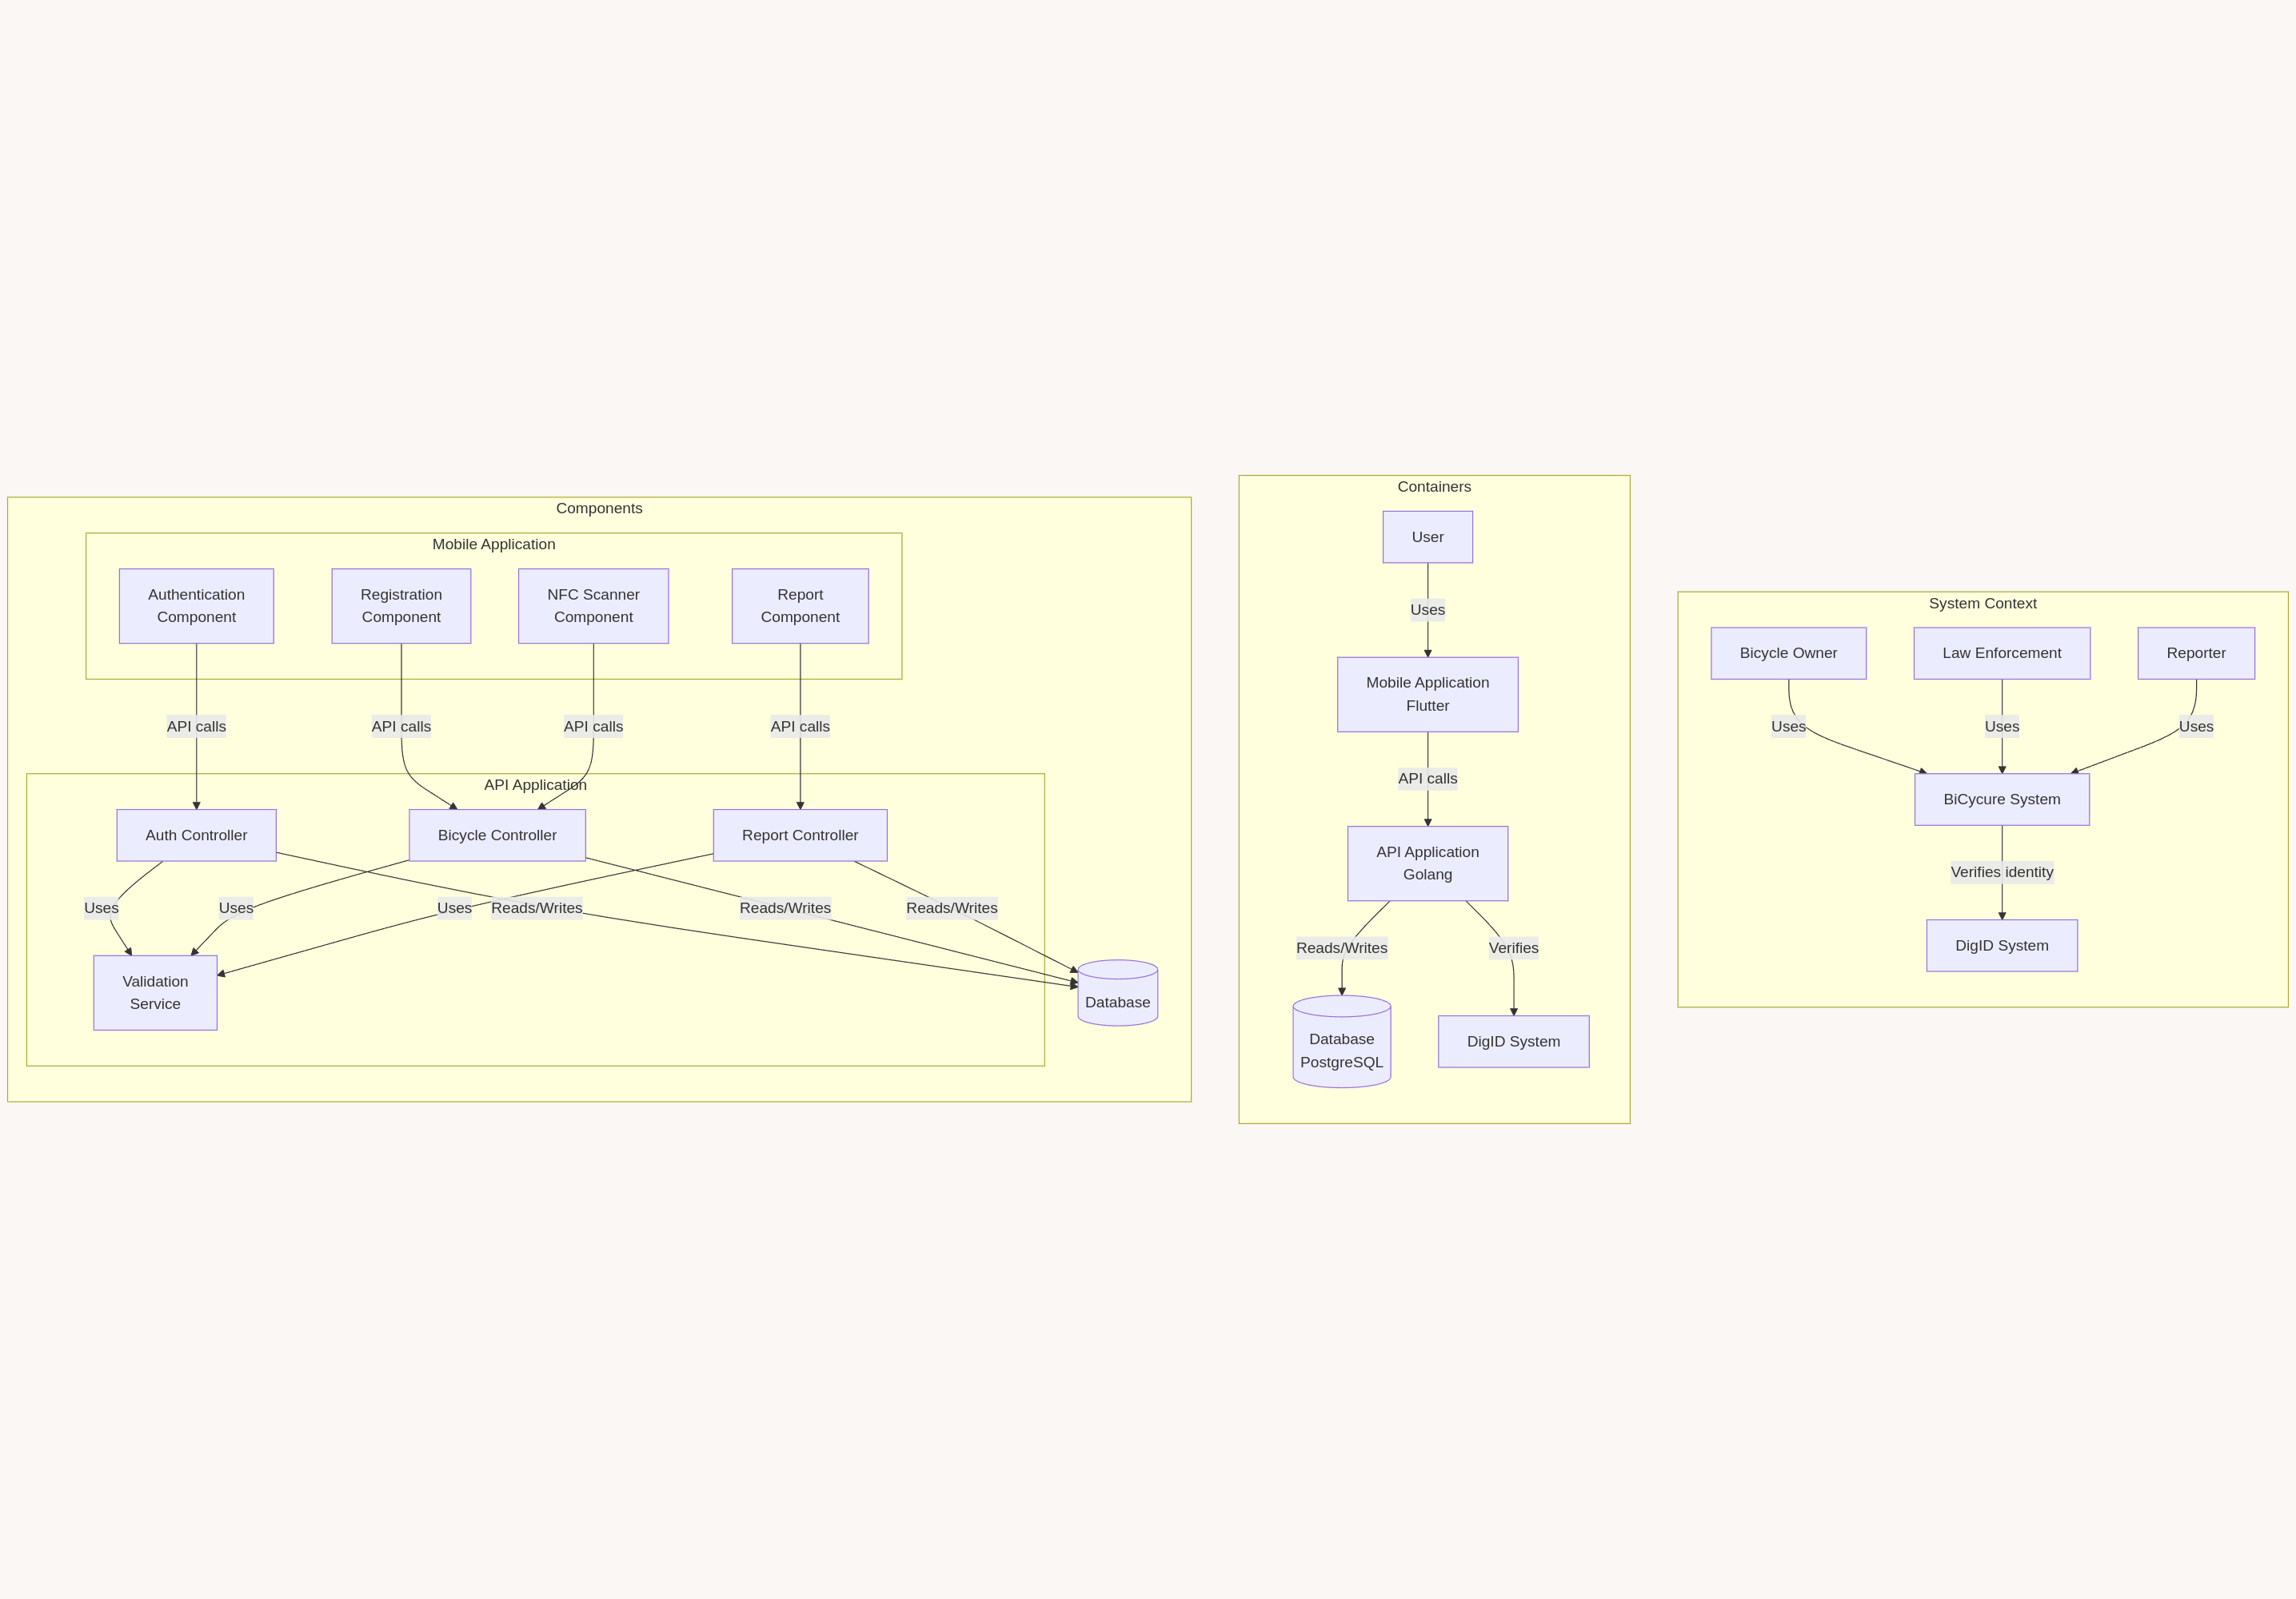 Components
Mobile Application
Authentication
Component
Registration
Component
NFC Scanner
Component
Report
Component
API calls
API calls
API calls
API calls
API Application
Auth Controller
Bicycle Controller
Report Controller
Uses
Uses
Uses
Reads/Writes
Reads/Writes
Reads/Writes
Validation
Service
Database
Containers
User
Uses
Mobile Application
Flutter
API calls
API Application
Golang
Reads/Writes
Verifies
Database
PostgreSQL
DigID System
System Context
Bicycle Owner
Law Enforcement
Reporter
Uses
Uses
Uses
BiCycure System
Verifies identity
DigID System